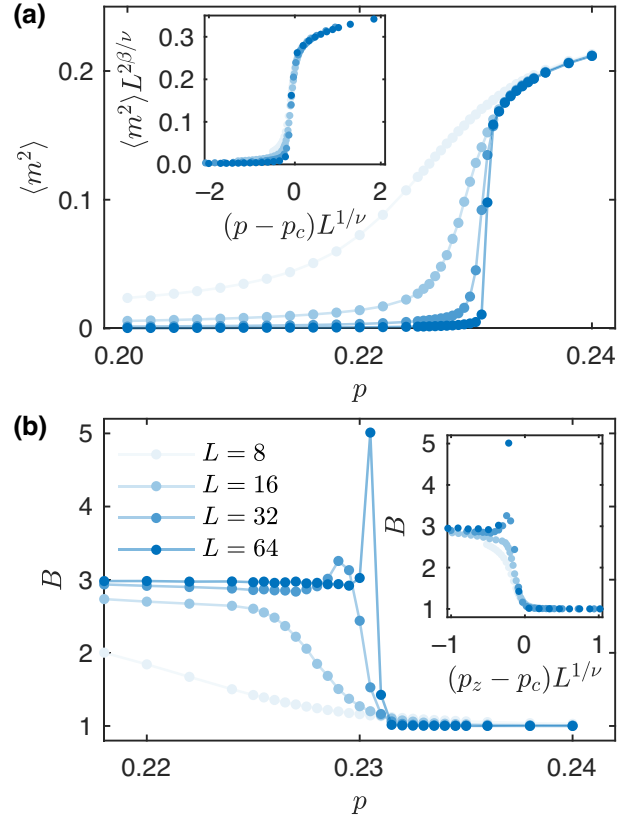 (a)
⟨m²⟩
0.2
0.1
0
0.20
0.22
0.24
p
⟨m²⟩L^{2β/ν}
0.3
0.2
0.1
0.0
−2
0
2
(p − p_c)L^{1/ν}
(b)
B
5
4
3
2
1
0.22
0.23
0.24
p
L = 8
L = 16
L = 32
L = 64
B
5
4
3
2
1
-1
0
1
(p_z − p_c)L^{1/ν}